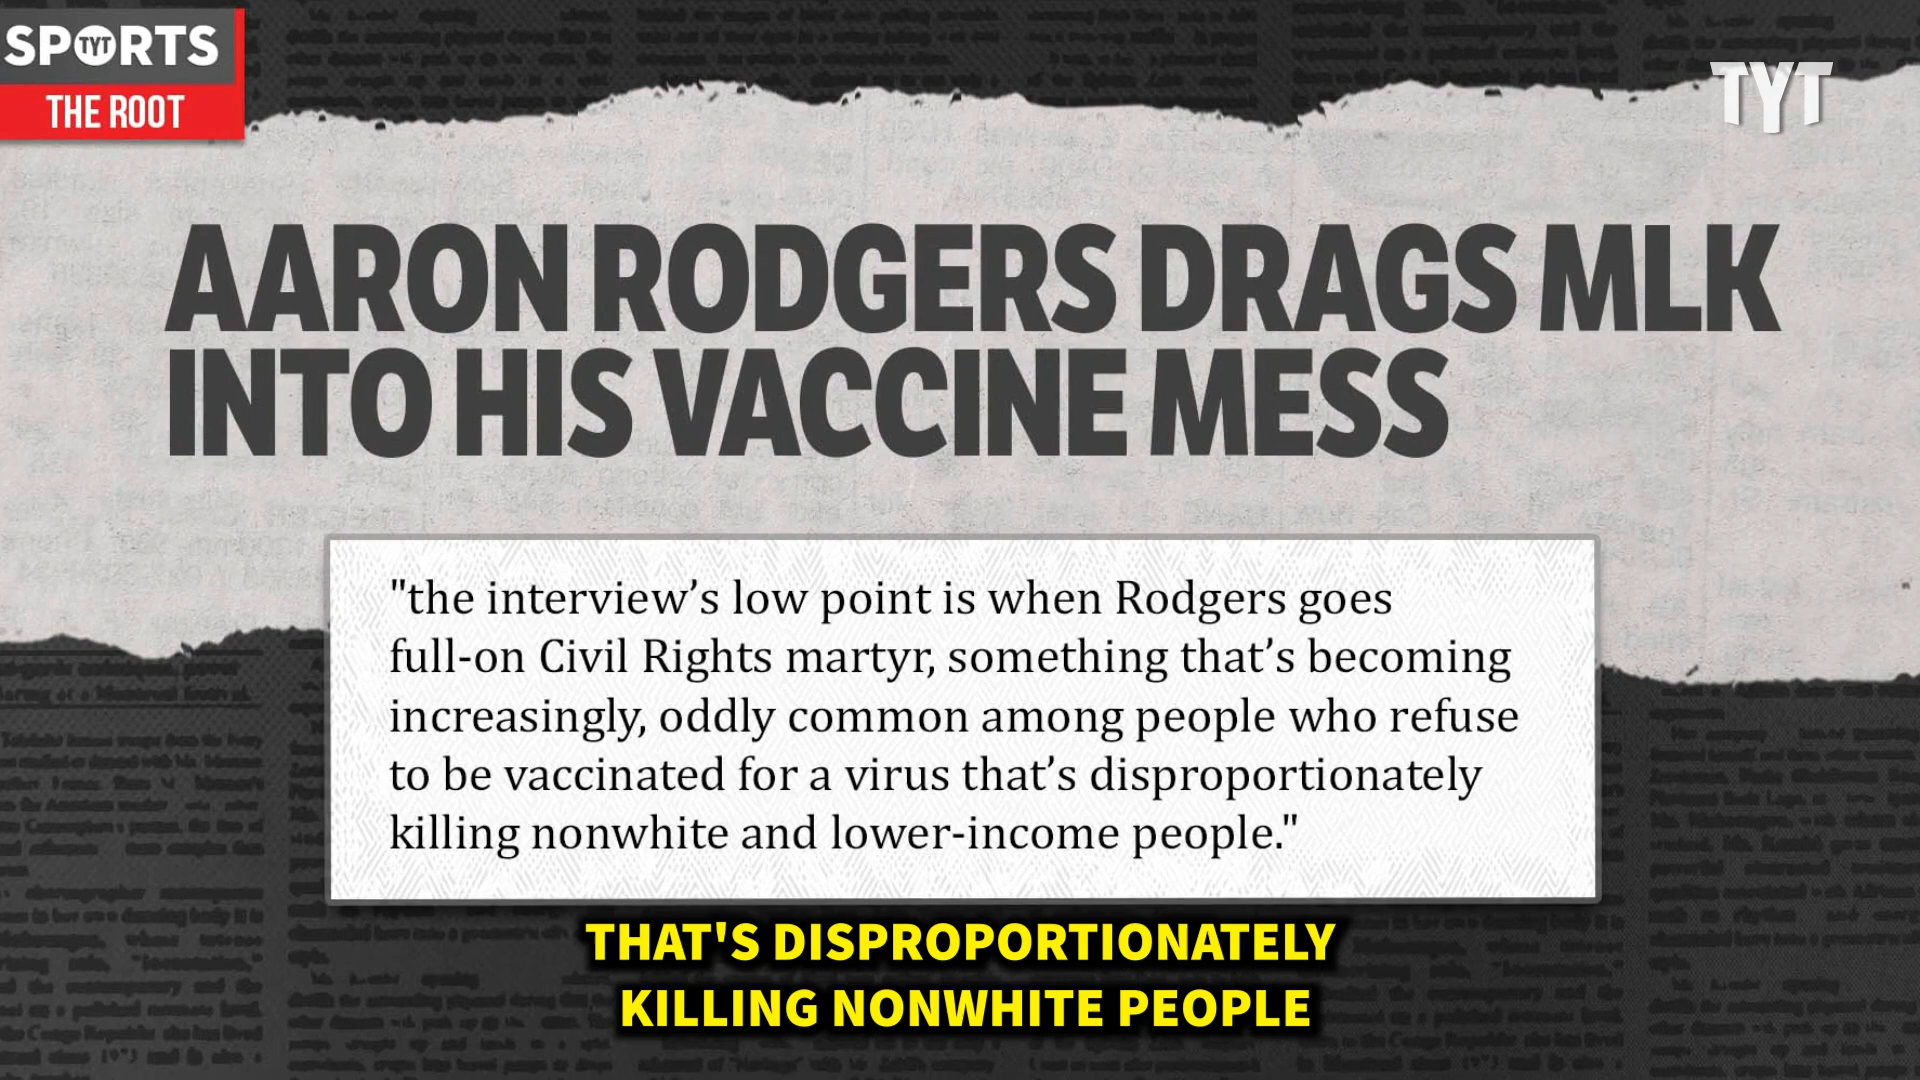 SPORTS
TYT
THE ROOT
TYT
AARON RODGERS DRAGS MLK
INTO HIS VACCINE MESS
"the interview’s low point is when Rodgers goes
full-on Civil Rights martyr, something that’s becoming
increasingly, oddly common among people who refuse
to be vaccinated for a virus that’s disproportionately
killing nonwhite and lower-income people."
THAT'S DISPROPORTIONATELY
KILLING NONWHITE PEOPLE